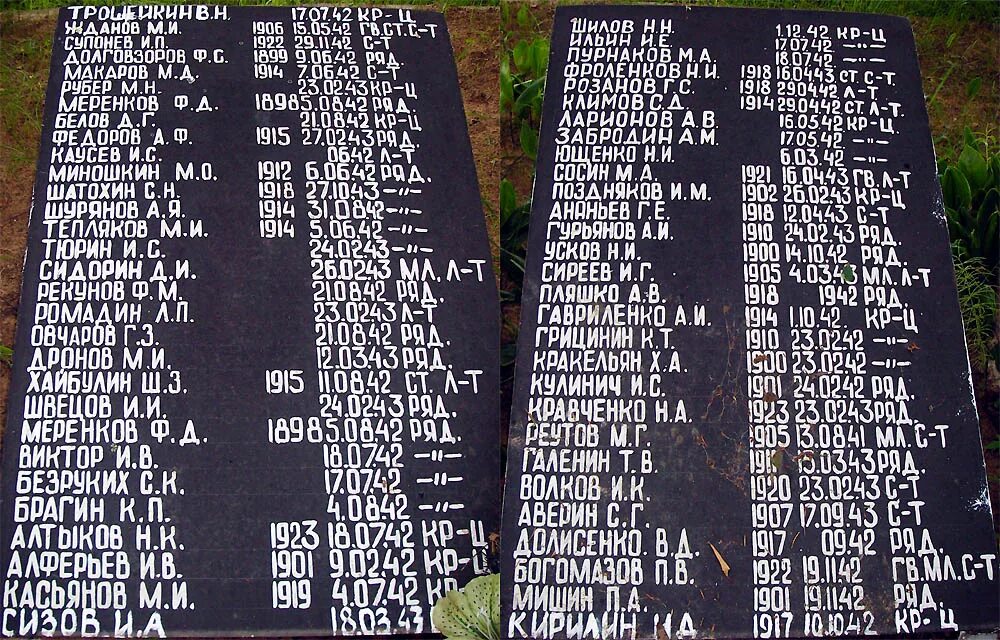 ТРОШЕЙКИН В.Н. 17.07.42 КР-Ц
ЖДАНОВ М.И. 1906 15.05.42 ГВ.СТ.С-Т
СУПОНЕВ И.П. 1922 29.11.42 С-Т
ДОЛГОВЗОРОВ Ф.С. 1899 9.06.42 РЯД.
МАКАРОВ М.Д. 1914 7.06.42 С-Т
РУБЕР М.Н. 23.02.43 КР-Ц
МЕРЕНКОВ Ф.Д. 1898 5.08.42 РЯД.
БЕЛОВ Д.Г. 21.08.42 КР-Ц
ФЕДОРОВ А.Ф. 1915 27.02.43 РЯД.
КАУСЕВ И.С. 06.42 Л-Т
МИНОШКИН М.О. 1912 6.06.42 РЯД.
ШАТОХИН С.Н. 1918 27.10.43 -"-
ШУРЯНОВ А.Я. 1914 31.08.42 -"-
ТЕПЛЯКОВ М.И. 1914 5.06.42 -"-
ТЮРИН И.С. 24.02.43 -"-
СИДОРИН Д.И. 26.02.43 МЛ. Л-Т
РЕКУНОВ Ф.М. 21.08.42 РЯД.
РОМАДИН Л.П. 23.02.43 Л-Т
ОВЧАРОВ Г.З. 21.08.42 РЯД.
ДРОНОВ М.И. 12.03.43 РЯД.
ХАЙБУЛИН Ш.З. 1915 11.08.42 СТ. Л-Т
ШВЕЦОВ И.И. 24.02.43 РЯД.
МЕРЕНКОВ Ф.Д. 1898 5.08.42 РЯД.
ВИКТОР И.В. 18.07.42 -"-
БЕЗРУКИХ С.К. 17.07.42 -"-
БРАГИН К.П. 4.08.42 -"-
АЛТЫКОВ Н.К. 1923 18.07.42 КР-Ц
АЛФЕРЬЕВ И.В. 1901 9.02.42 КР-Ц
КАСЬЯНОВ М.И. 1919 4.07.42 КР-Ц
СИЗОВ И.А 18.03.43
ШИЛОВ Н.Н. 1.12.42 КР-Ц
ИЛЬИН И.Е. 17.07.42 -"-
ПУРНАКОВ М.А. 18.07.42 -"-
ФРОЛЕНКОВ Н.И. 1918 16.04.43 СТ. С-Т
РОЗАНОВ Г.С. 1918 29.04.42 Л-Т
КЛИМОВ С.Д. 1914 29.04.42 СТ. Л-Т
ЛАРИОНОВ А.В. 16.05.42 КР-Ц.
ЗАБРОДИН А.М. 17.05.42 -"-
ЮЩЕНКО Н.И. 6.03.42 -"-
СОСИН М.А. 1921 16.04.43 ГВ.Л-Т
ПОЗДНЯКОВ И.М. 1902 26.02.43 КР-Ц
АНАНЬЕВ Г.Е. 1918 12.04.43 С-Т
ГУРЬЯНОВ А.И. 1910 24.02.43 РЯД.
УСКОВ Н.И. 1900 14.10.42 РЯД.
СИРЕЕВ И.Г. 1905 4.03.43 МЛ. Л-Т
ПЛЯШКО А.В. 1918 1942 РЯД.
ГАВРИЛЕНКО А.И. 1914 1.10.42. КР-Ц
ГРИЦИНИН К.Т. 1910 23.02.42 -"-
КРАКЕЛЬЯН Х.А. 1900 23.02.42 -"-
КУЛИНИЧ И.С. 1901 24.02.42 РЯД.
КРАВЧЕНКО Н.А. 1923 23.02.43 РЯД.
РЕУТОВ М.Г. 1905 13.08.41 МЛ.С-Т
ГАЛЕНИН Т.В. 13.03.43 РЯД.
ВОЛКОВ И.К. 1920 23.02.43 С-Т
АВЕРИН С.Г. 1907 17.09.43 С-Т
ДОЛИСЕНКО В.Д. 1917 09.42 РЯД.
БОГОМАЗОВ П.В. 1922 19.11.42 ГВ.МЛ.С-Т
МИШИН П.А. 1901 19.11.42 РЯД.
КИРИЛИН И.Д. 1917 10.10.42 КР-Ц